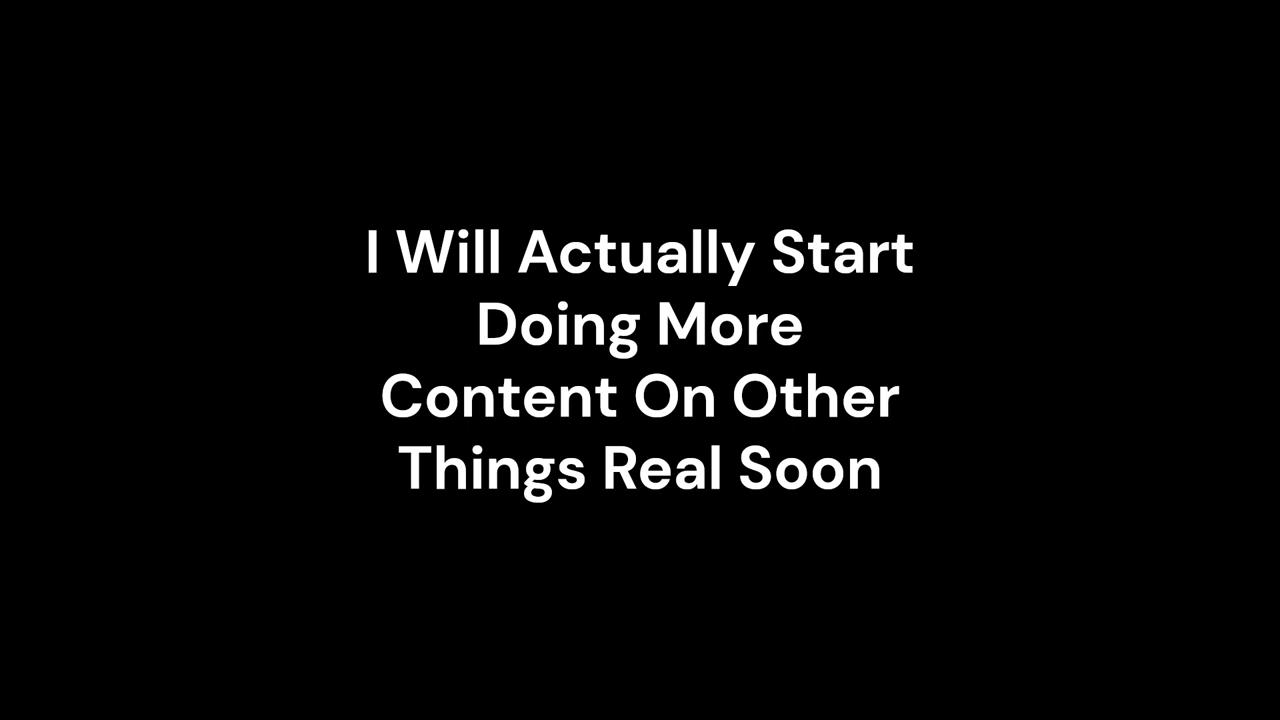 I Will Actually Start
Doing More
Content On Other
Things Real Soon